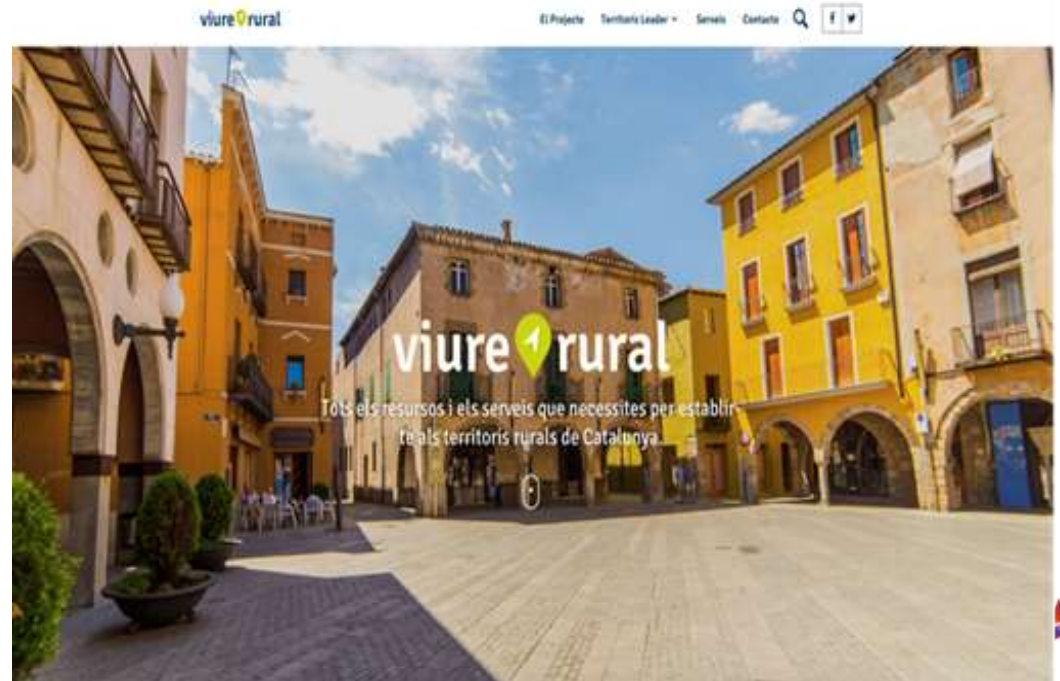 viure rural
El Projecte Territoris Leader Serveis Contacte
viure rural
Tots els resursos i els serveis que necessites per establir-
te als territoris rurals de Catalunya